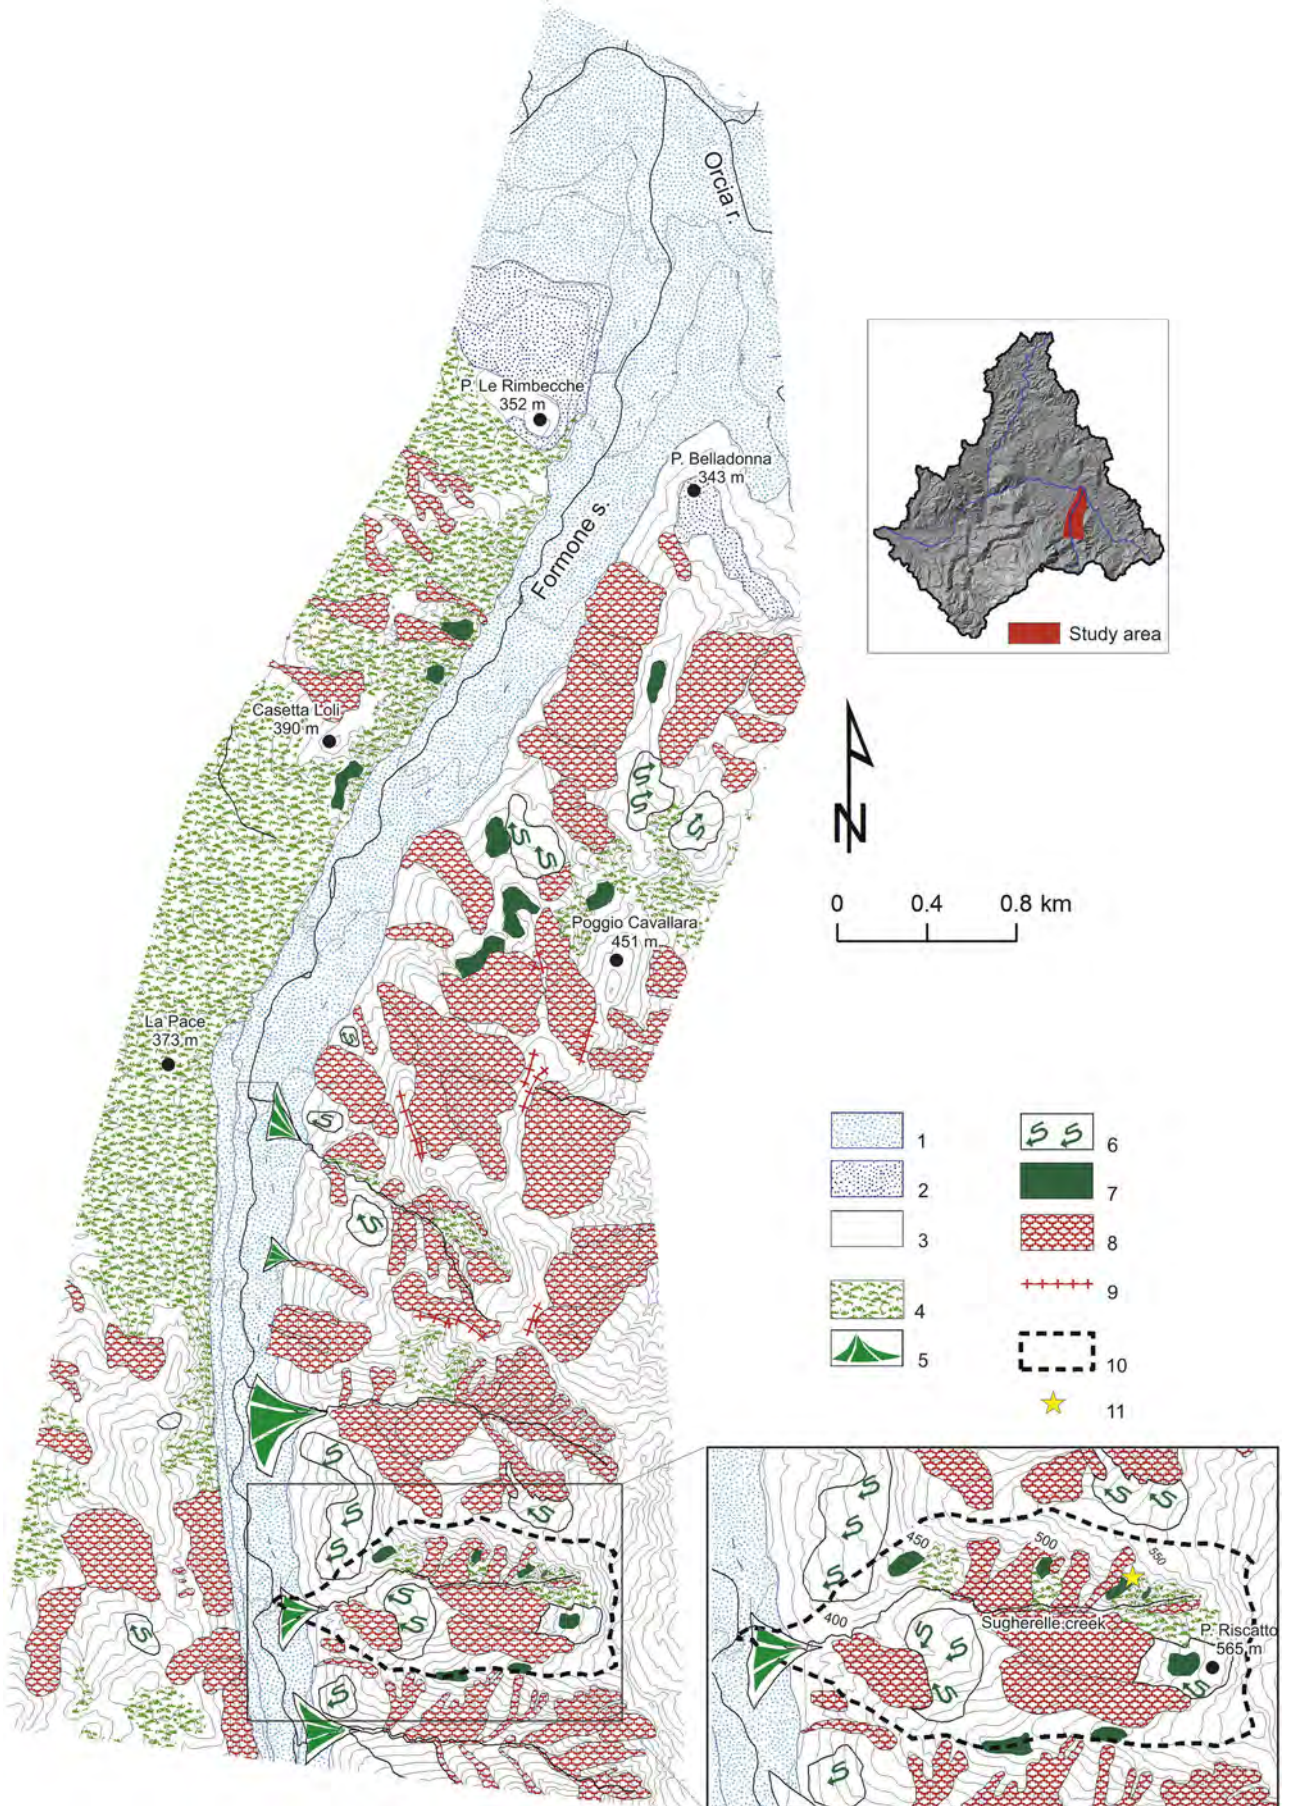 Orcia r.
P. Le Rimbecche
352 m
P. Belladonna
343 m
Formone s.
Study area
Casetta Loli
390 m
N
0 0.4 0.8 km
Poggio Cavallara
451 m
La Pace
373 m
1
2
3
4
5
6
7
8
9
10
11
450
500
550
400
Sugherelle creek
P. Riscatto
565 m